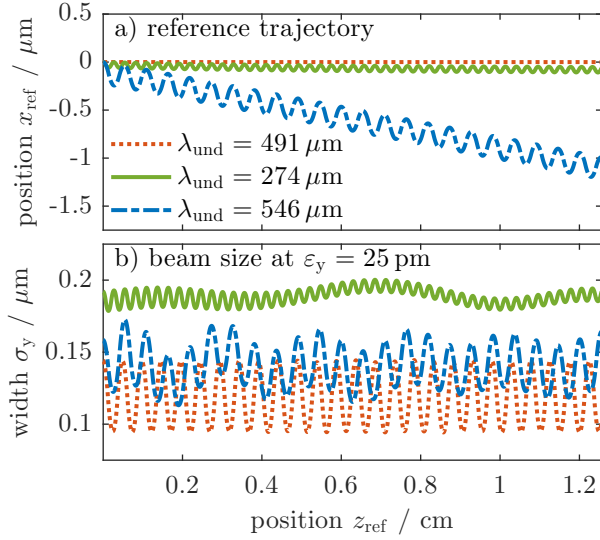 a) reference trajectory
0
-0.5
-1
-1.5
position x_ref / μm
λ_und = 491 μm
λ_und = 274 μm
λ_und = 546 μm
b) beam size at ε_y = 25 pm
0.2
0.15
0.1
width σ_y / μm
0.2 0.4 0.6 0.8 1 1.2
position z_ref / cm